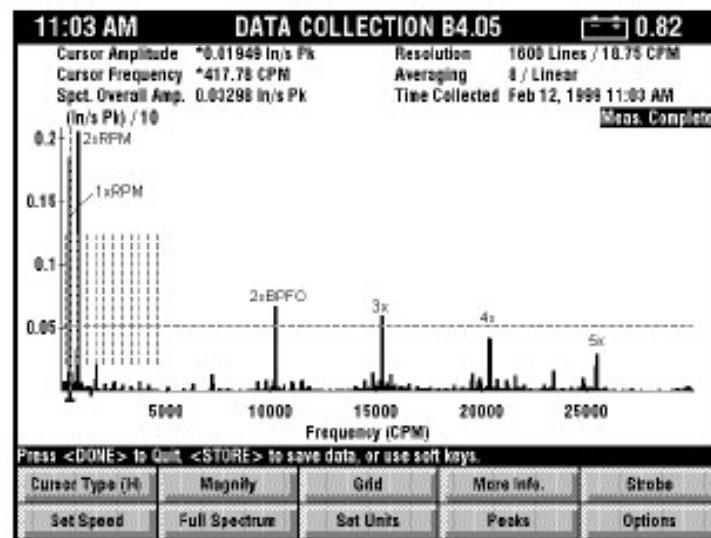 11:03 AM DATA COLLECTION B4.05 0.82
Cursor Amplitude *0.01949 In/s Pk Resolution 1600 Lines / 18.75 CPM
Cursor Frequency *417.78 CPM Averaging 8 / Linear
Spct. Overall Amp. 0.03298 In/s Pk Time Collected Feb 12, 1999 11:03 AM
(In/s Pk) / 10 Meas. Complete
0.2 2xRPM
1xRPM
0.15
0.1
2xBPFO 3x 4x 5x
0.05
5000 10000 15000 20000 25000
Frequency (CPM)
Press <DONE> to Quit, <STORE> to save data, or use soft keys.
Cursor Type (H) Magnify Grid More Info. Strobe
Set Speed Full Spectrum Set Units Peaks Options